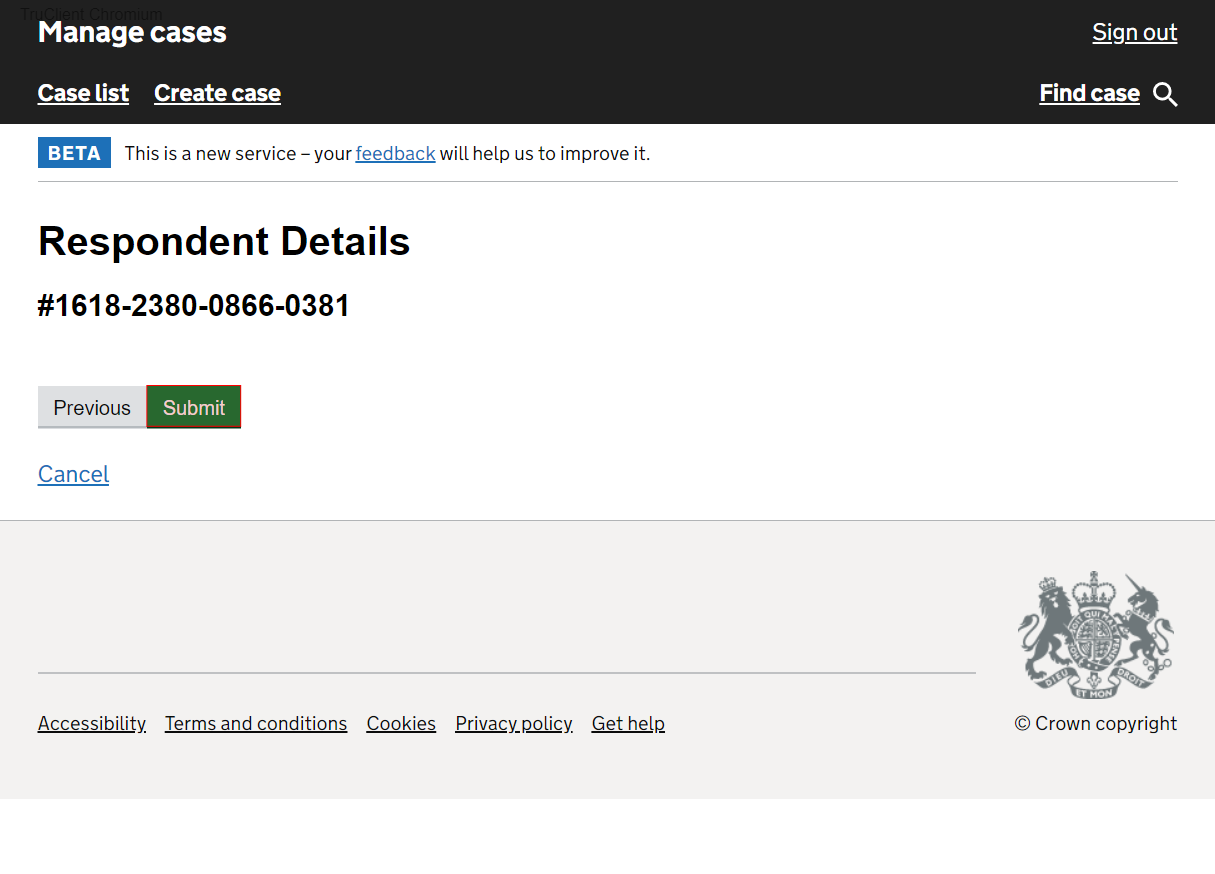 TruClient Chromium
Manage cases
Sign out
Case list Create case
Find case
BETA This is a new service – your feedback will help us to improve it.
Respondent Details
#1618-2380-0866-0381
Previous Submit
Cancel
DIEU ET MON DROIT
Accessibility Terms and conditions Cookies Privacy policy Get help
© Crown copyright